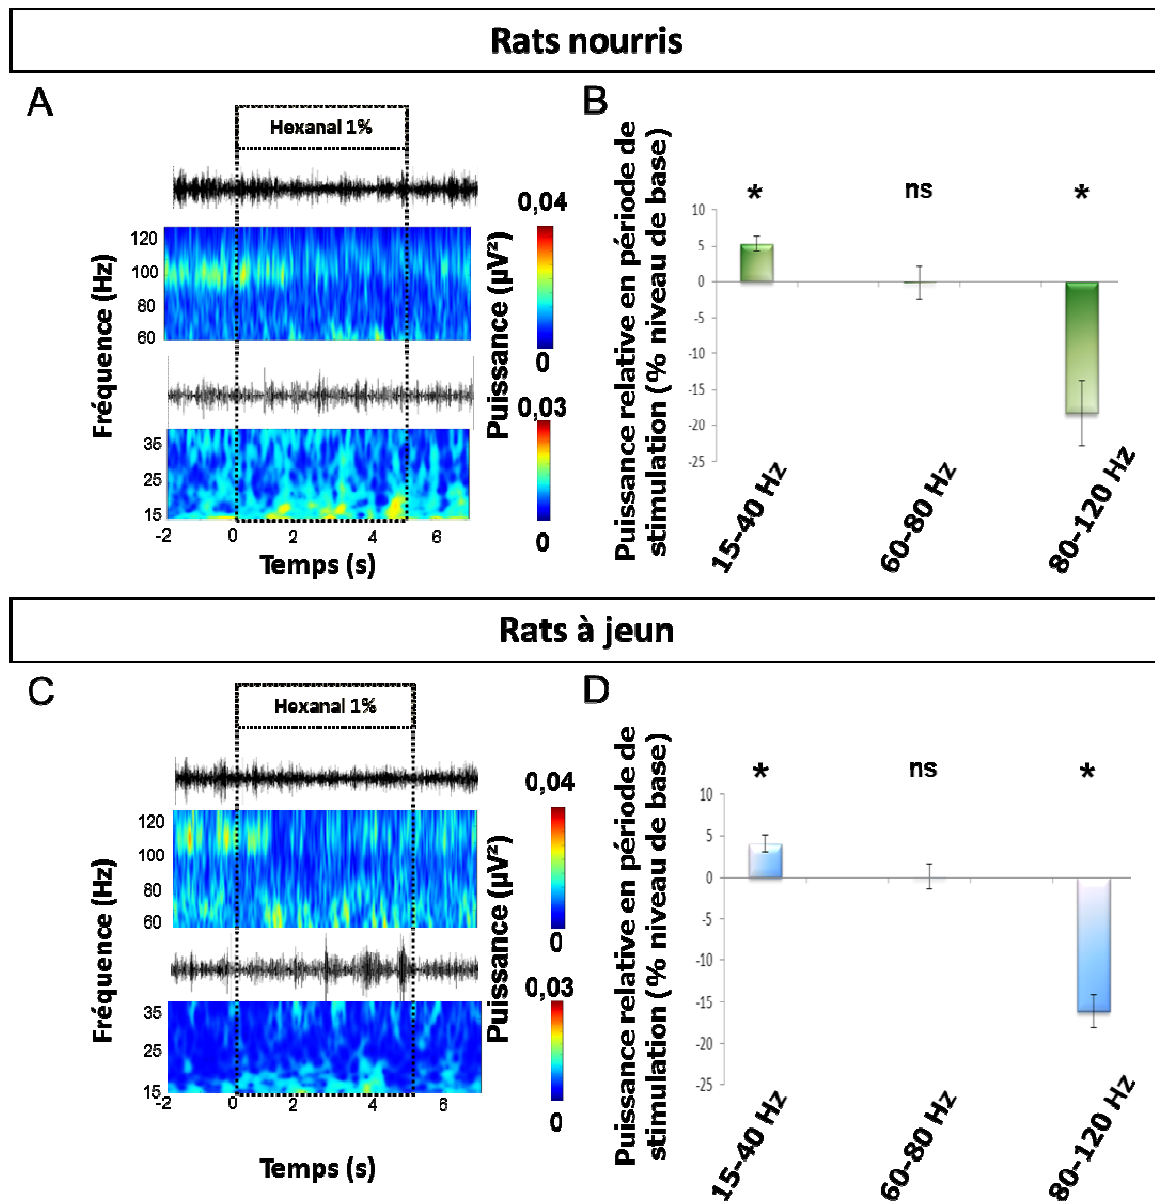 Rats nourris
A
Hexanal 1%
Fréquence (Hz)
120
100
80
60
35
25
15
-2
0
2
4
6
Temps (s)
Puissance (µV²)
0,04
0
0,03
0
B
Puissance relative en période de
stimulation (% niveau de base)
*
ns
*
10
5
0
-5
-10
-15
-20
-25
15-40 Hz
60-80 Hz
80-120 Hz
Rats à jeun
C
Hexanal 1%
Fréquence (Hz)
120
100
80
60
35
25
15
-2
0
2
4
6
Temps (s)
Puissance (µV²)
0,04
0
0,03
0
D
Puissance relative en période de
stimulation (% niveau de base)
*
ns
*
10
5
0
-5
-10
-15
-20
-25
15-40 Hz
60-80 Hz
80-120 Hz